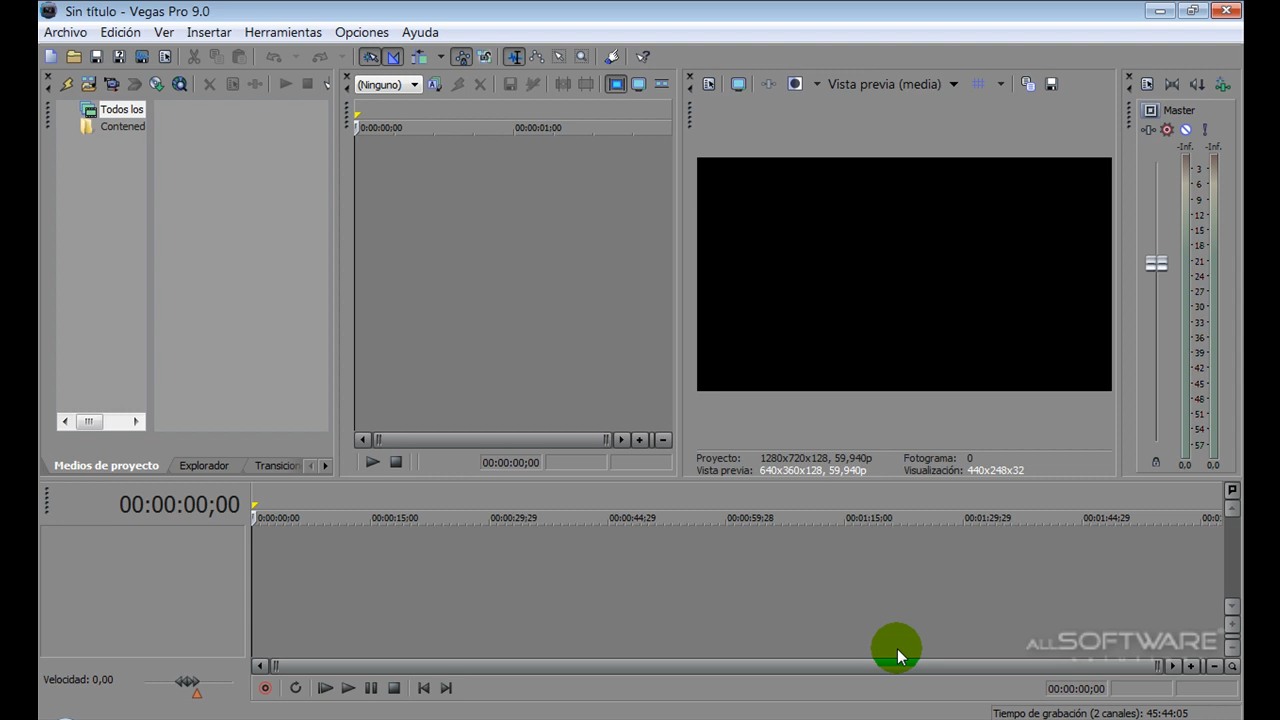 Sin título - Vegas Pro 9.0
Archivo Edición Ver Insertar Herramientas Opciones Ayuda
(Ninguno)
Vista previa (media)
Todos los
Contened
0:00:00;00 00:00:01;00
Master
-Inf. -Inf.
3
6
9
12
15
18
21
24
27
30
33
36
39
42
45
48
51
54
57
0,0 0,0
00:00:00;00
Proyecto: 1280x720x128, 59,940p Fotograma: 0
Vista previa: 640x360x128, 59,940p Visualización: 440x248x32
Medios de proyecto Explorador Transicion
00:00:00;00
0:00:00;00 00:00:15;00 00:00:29;29 00:00:44;29 00:00:59;28 00:01:15;00 00:01:29;29 00:01:44;29 00:0
ALLSOFTWARE
Velocidad: 0,00
00:00:00;00
Tiempo de grabación (2 canales): 45:44:05